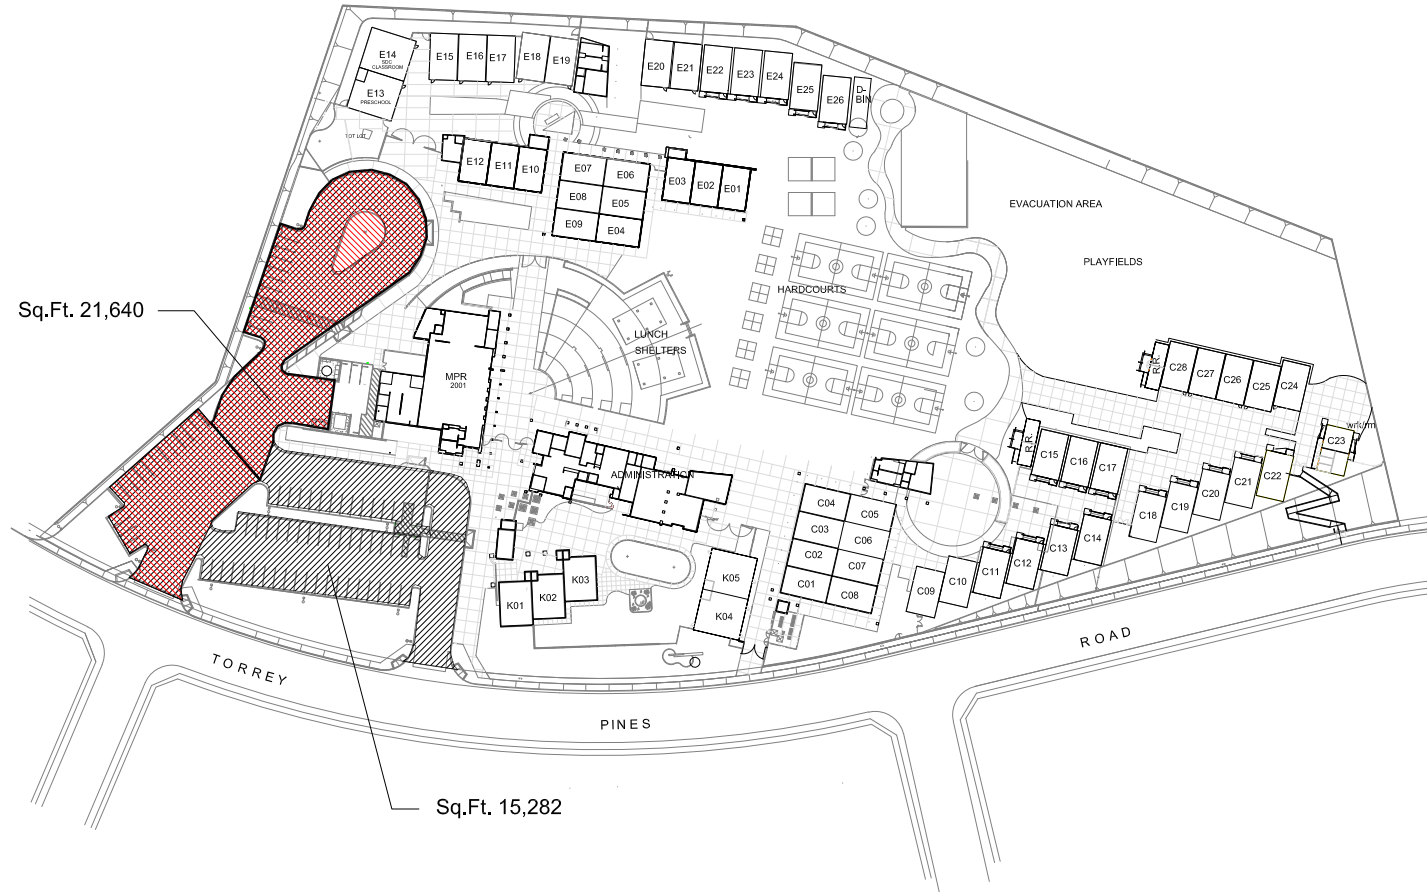 E14
SDC
CLASSROOM
E13
PRESCHOOL
TOT LOT
E15
E16
E17
E18
E19
E20
E21
E22
E23
E24
E25
E26
D-
BIN
E12
E11
E10
E07
E06
E08
E05
E09
E04
E03
E02
E01
EVACUATION AREA
PLAYFIELDS
HARDCOURTS
Sq.Ft. 21,640
LUNCH
SHELTERS
MPR
2001
ADMINISTRATION
R.R.
C28
C27
C26
C25
C24
wrk/rm
C23
R.R.
C15
C16
C17
C22
C21
C20
C19
C18
C14
C13
C12
C11
C10
C09
C04
C05
C03
C06
C02
C07
C01
C08
K01
K02
K03
K05
K04
TORREY
PINES
ROAD
Sq.Ft. 15,282